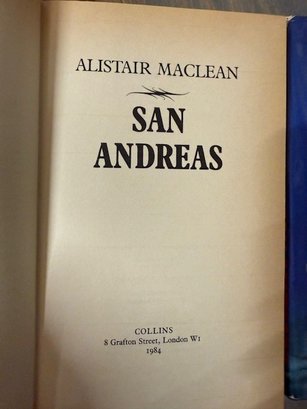 ALISTAIR MACLEAN
SAN
ANDREAS
COLLINS
8 Grafton Street, London W1
1984